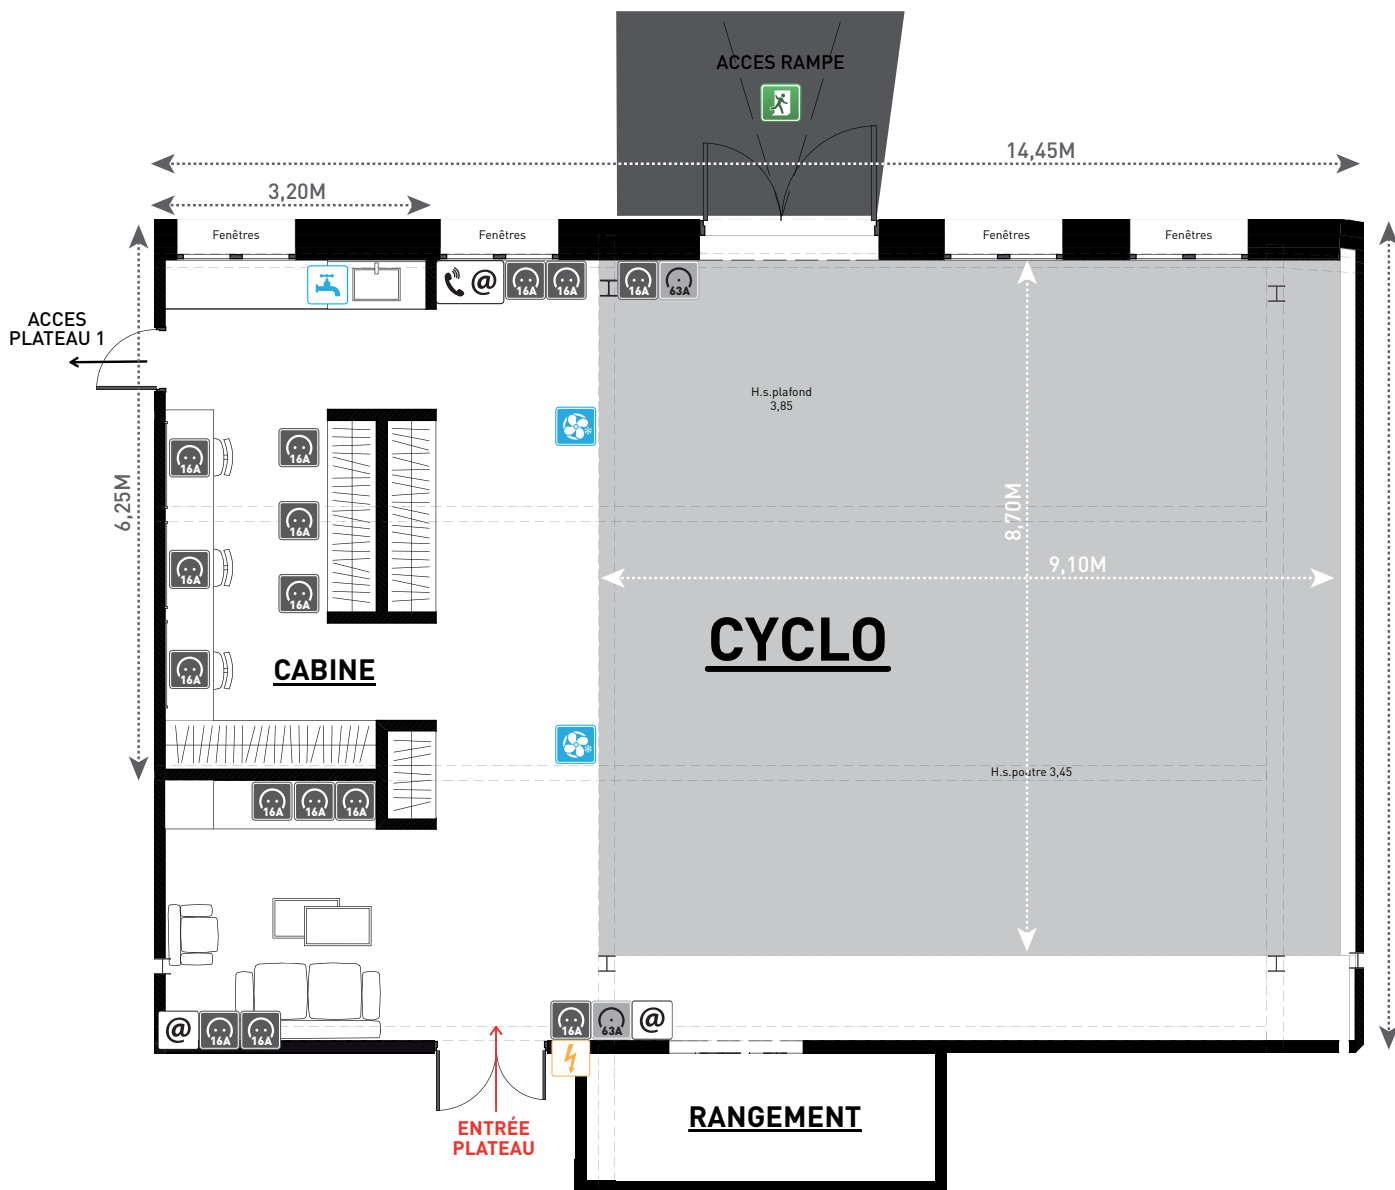 ACCES RAMPE
14,45M
3,20M
Fenêtres
Fenêtres
Fenêtres
Fenêtres
@
16A
16A
16A
63A
ACCES
PLATEAU 1
H.s.plafond
3,85
16A
16A
6,25M
16A
8,70M
16A
9,10M
16A
CYCLO
16A
CABINE
H.s.poutre 3,45
16A
16A
16A
@
16A
16A
16A
63A
@
ENTRÉE
PLATEAU
RANGEMENT